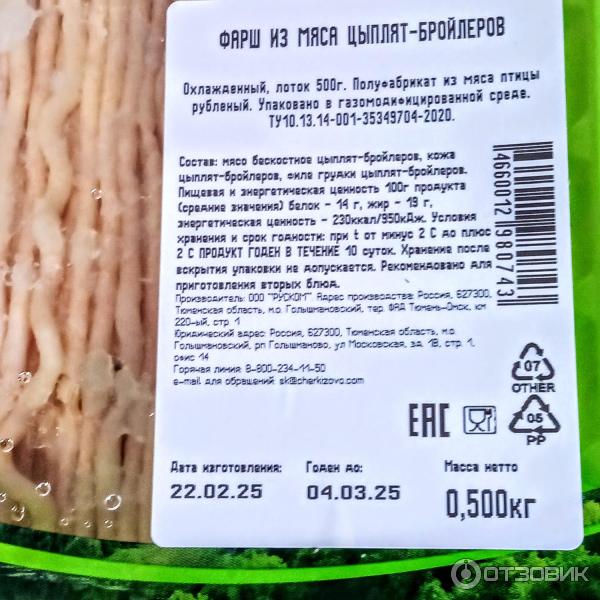 ФАРШ ИЗ МЯСА ЦЫПЛЯТ-БРОЙЛЕРОВ
Охлажденный, лоток 500г. Полуфабрикат из мяса птицы
рубленый. Упаковано в газомодифицированной среде.
ТУ10.13.14-001-35349704-2020.
Состав: мясо бескостное цыплят-бройлеров, кожа
цыплят-бройлеров, филе грудки цыплят-бройлеров.
Пищевая и энергетическая ценность 100г продукта
(средние значения) белок - 14 г, жир - 19 г,
энергетическая ценность - 230ккал/950кДж. Условия
хранения и срок годности: при t от минус 2 С до плюс
2 С ПРОДУКТ ГОДЕН В ТЕЧЕНИЕ 10 суток. Хранение после
вскрытия упаковки не допускается. Рекомендовано для
приготовления вторых блюд.
Производитель: ООО "РУСКОМ". Адрес производства: Россия, 627300,
Тюменская область, м.о. Голышмановский, тер. ФАД Тюмень-Омск, км
220-ый, стр. 1
Юридический адрес: Россия, 627300, Тюменская область, м.о.
Голышмановский, рп Голышманово, ул Московская, зд. 18, стр. 1,
офис 14
Горячая линия: 8-800-234-11-50
e-mail для обращений: sk@cherkizovo.com
4660012 980743
07
OTHER
EAC
05
PP
Дата изготовления: Годен до: Масса нетто
22.02.25 04.03.25 0,500кг
ОТЗОВИК